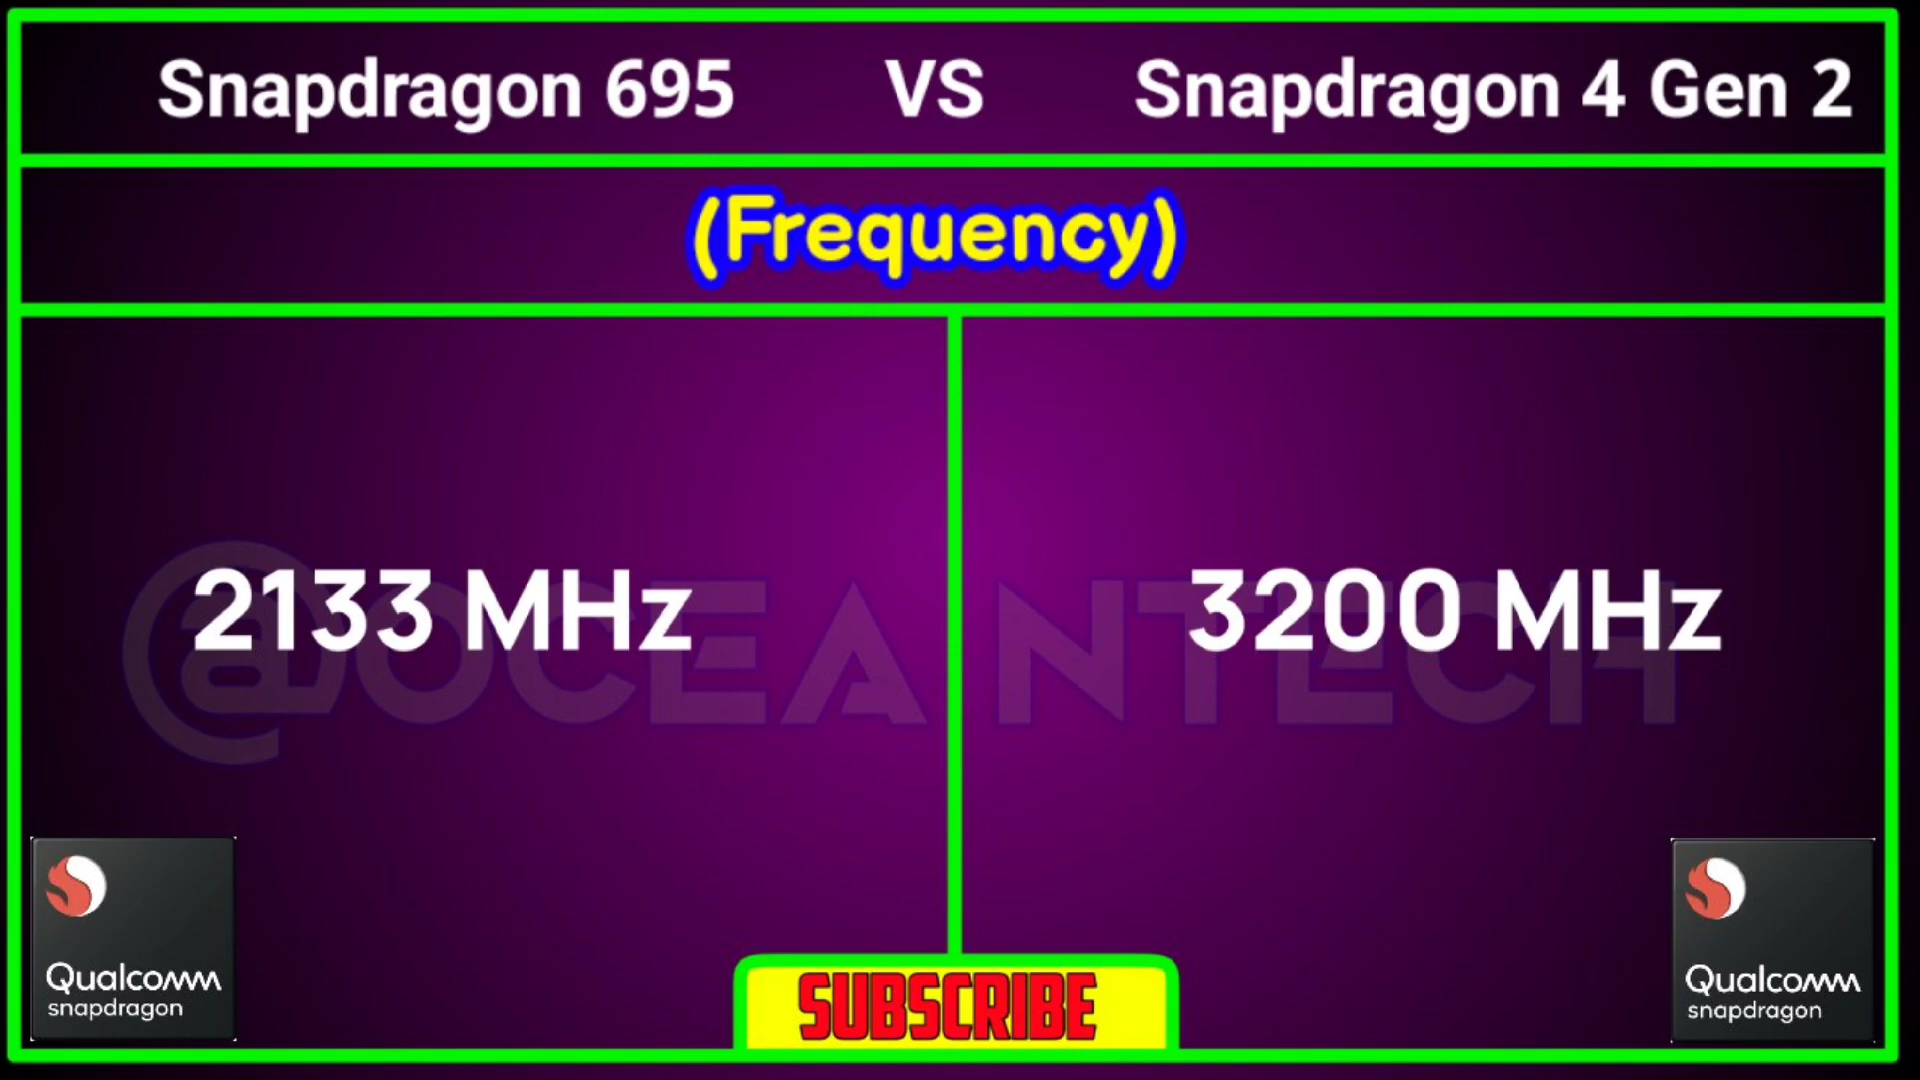 Snapdragon 695 VS Snapdragon 4 Gen 2
(Frequency)
2133 MHz
3200 MHz
@OCEANTECH
Qualcomm
snapdragon
Qualcomm
snapdragon
SUBSCRIBE